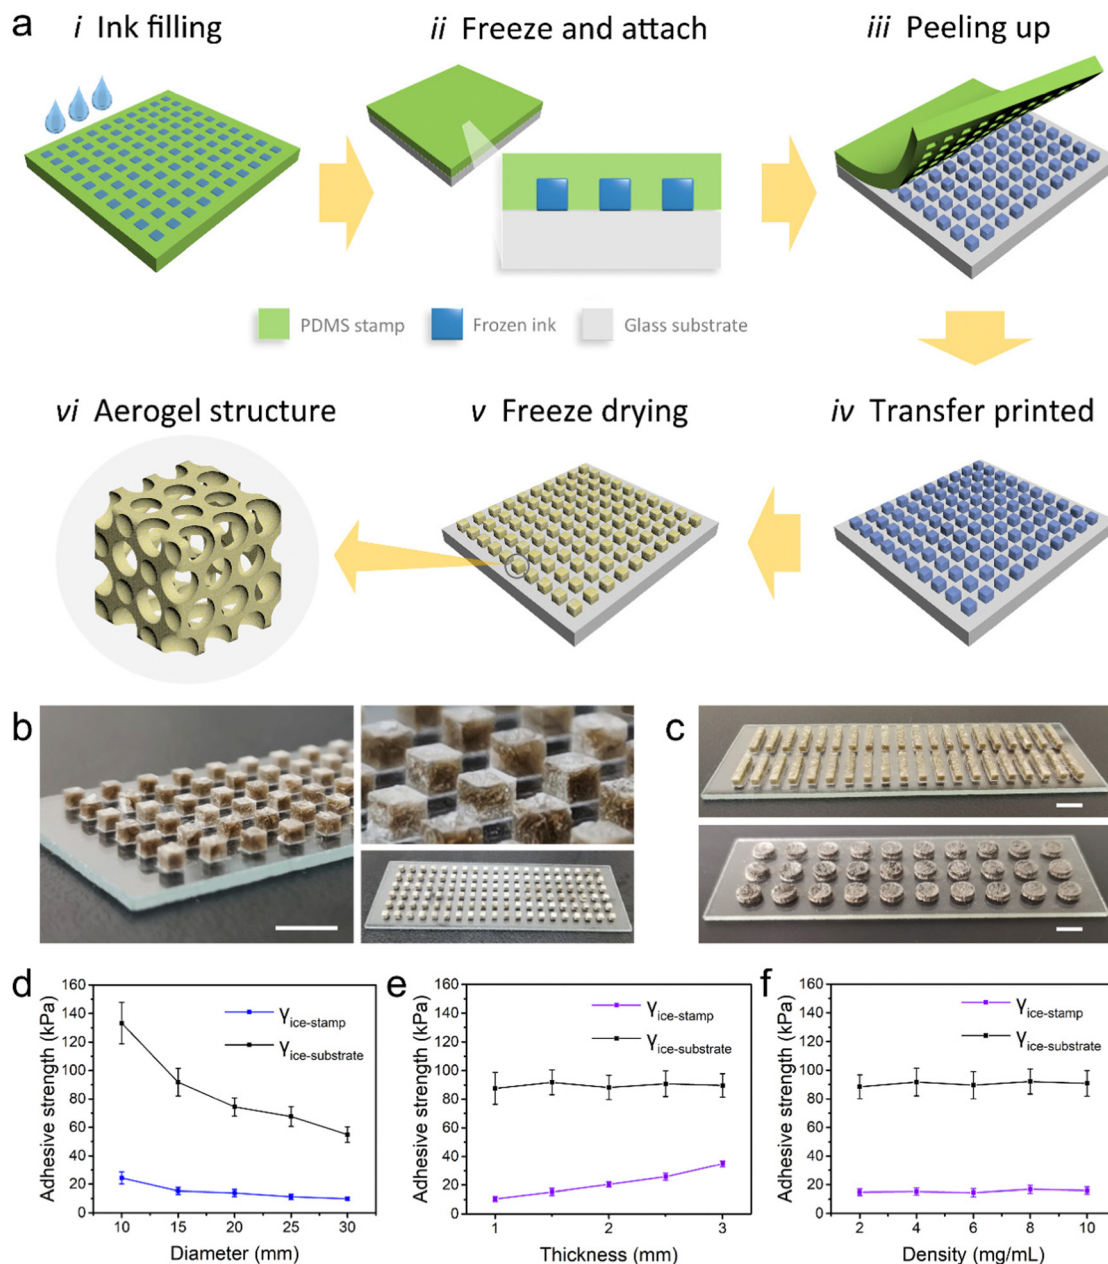 a
i Ink filling
ii Freeze and attach
iii Peeling up
PDMS stamp
Frozen ink
Glass substrate
vi Aerogel structure
v Freeze drying
iv Transfer printed
b
c
d
Adhesive strength (kPa)
160
140
120
100
80
60
40
20
0
γice-stamp
γice-substrate
10 15 20 25 30
Diameter (mm)
e
Adhesive strength (kPa)
160
140
120
100
80
60
40
20
0
γice-stamp
γice-substrate
1 2 3
Thickness (mm)
f
Adhesive strength (kPa)
160
140
120
100
80
60
40
20
0
γice-stamp
γice-substrate
2 4 6 8 10
Density (mg/mL)